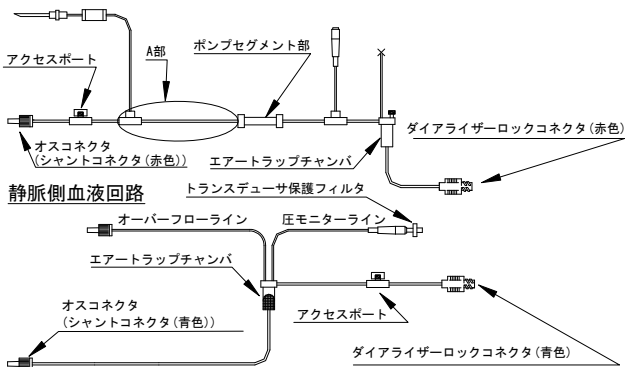 アクセスポート
A部
ポンプセグメント部
オスコネクタ
(シャントコネクタ(赤色))
エアートラップチャンバ
ダイアライザーロックコネクタ(赤色)
静脈側血液回路
トランスデューサ保護フィルタ
オーバーフローライン
圧モニターライン
エアートラップチャンバ
オスコネクタ
(シャントコネクタ(青色))
アクセスポート
ダイアライザーロックコネクタ(青色)